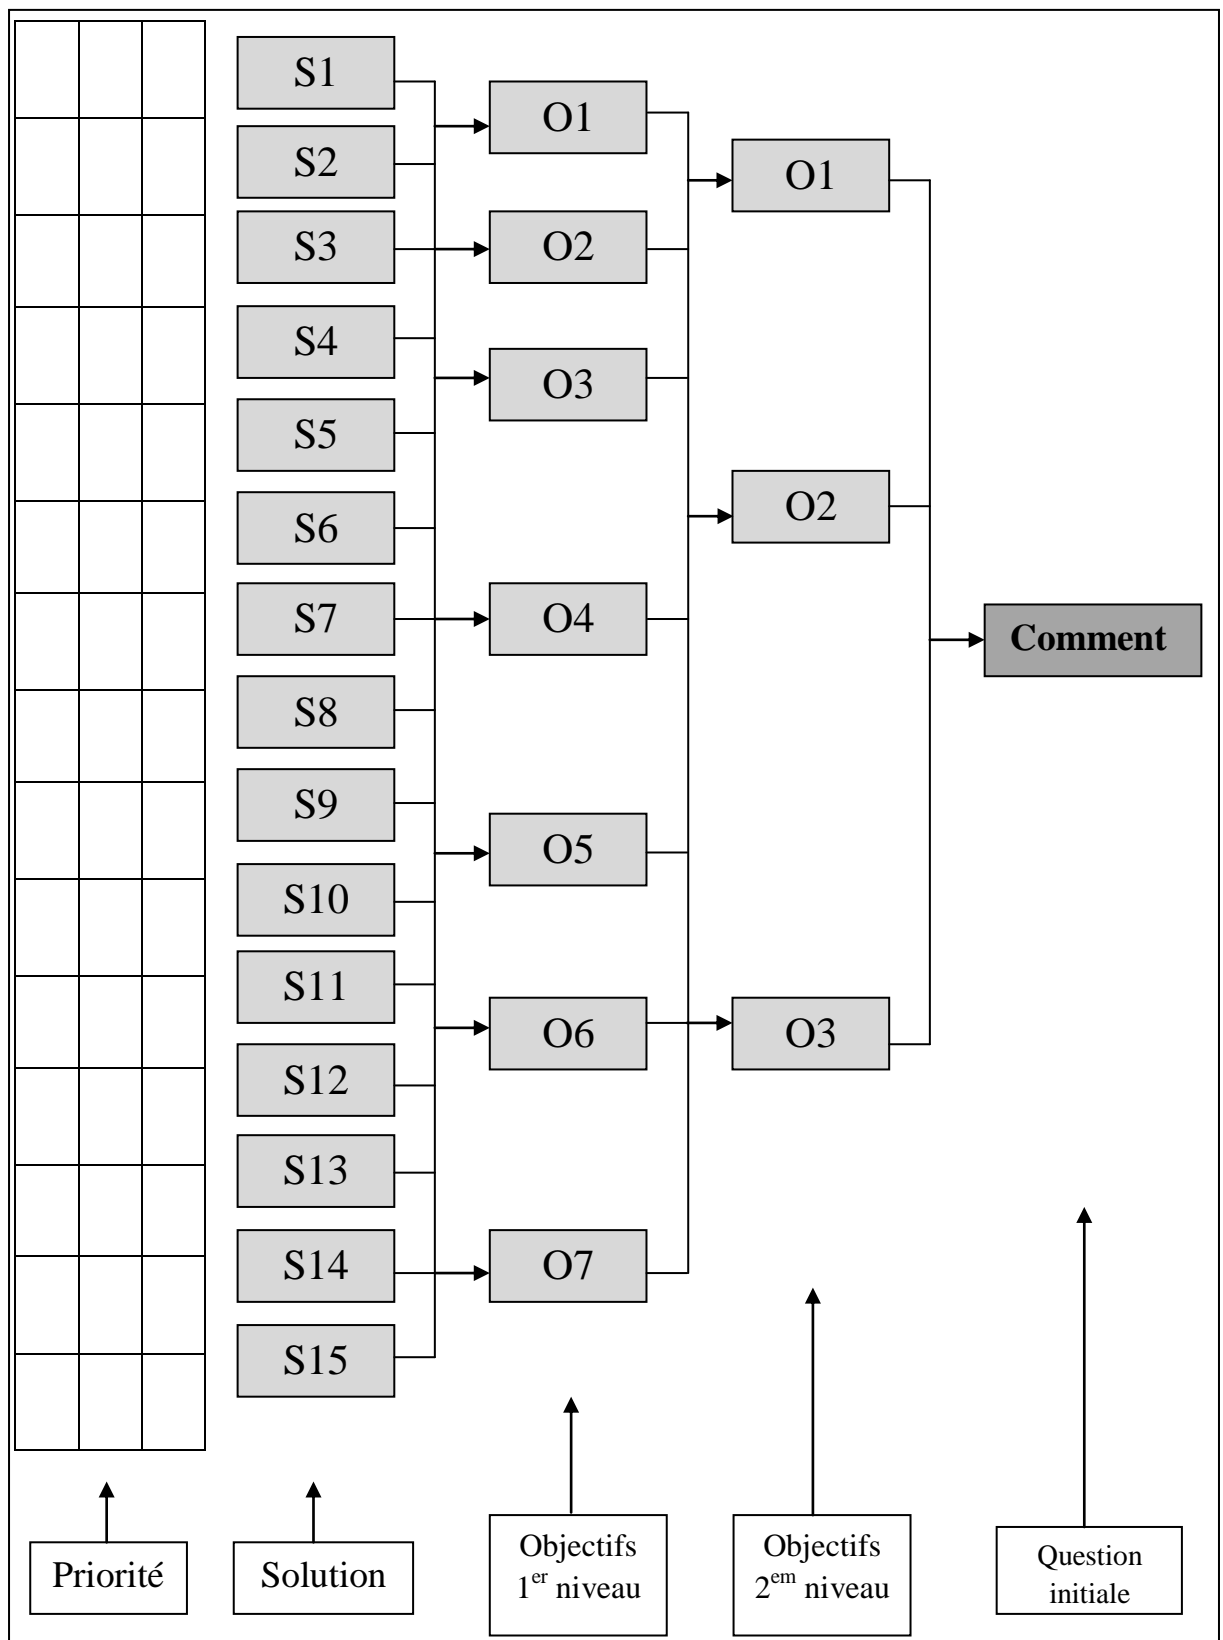 S1
S2
S3
S4
S5
S6
S7
S8
S9
S10
S11
S12
S13
S14
S15
O1
O2
O3
O4
O5
O6
O7
O1
O2
O3
Comment
Priorité
Solution
Objectifs
1er niveau
Objectifs
2em niveau
Question
initiale